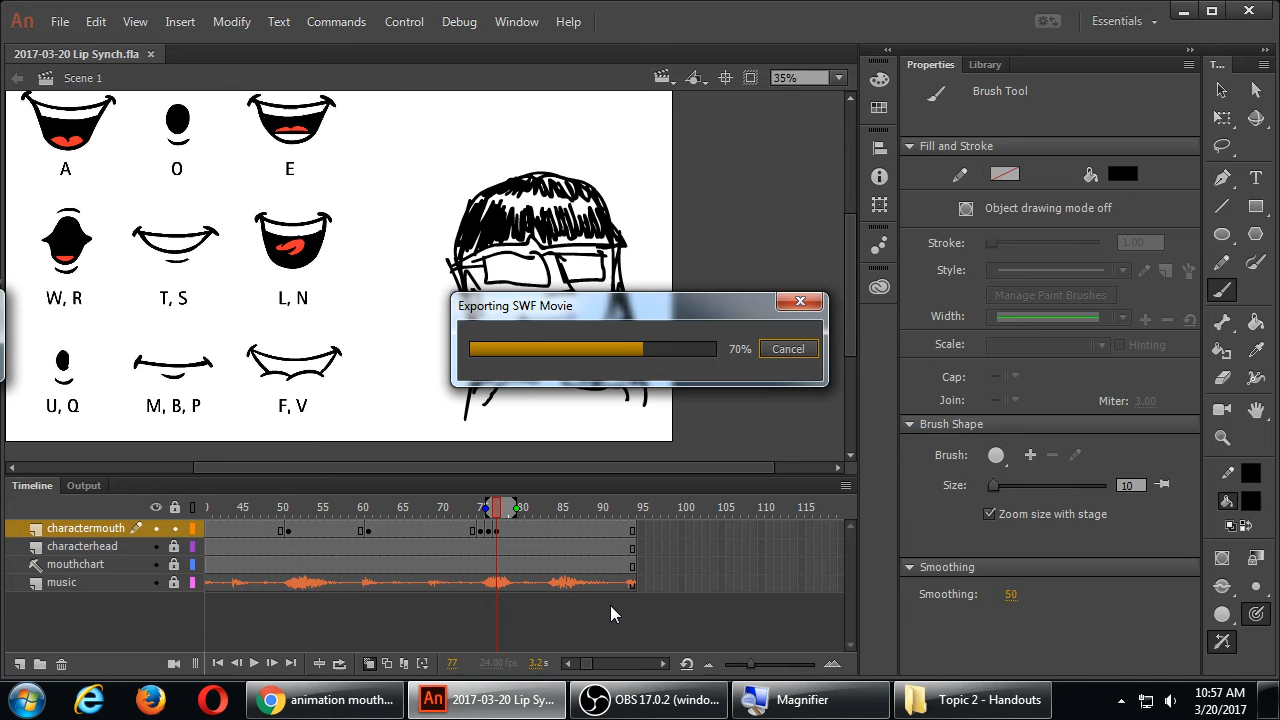 An File Edit View Insert Modify Text Commands Control Debug Window Help Essentials
2017-03-20 Lip Synch.fla ×
Scene 1 35%
A O E
W, R T, S L, N
U, Q M, B, P F, V
Exporting SWF Movie
70% Cancel
Properties Library
Brush Tool
Fill and Stroke
Object drawing mode off
Stroke: 1.00
Style:
Manage Paint Brushes
Width:
Scale: Hinting
Cap:
Join: Miter: 3.00
Brush Shape
Brush:
Size: 10
Zoom size with stage
Smoothing
Smoothing: 50
Timeline Output
45 50 55 60 65 70 80 85 90 95 100 105 110 115
charactermouth
characterhead
mouthchart
music
77 24.00 fps 3.2 s
animation mouth... 2017-03-20 Lip Sy... OBS 17.0.2 (windo... Magnifier Topic 2 - Handouts
10:57 AM
3/20/2017